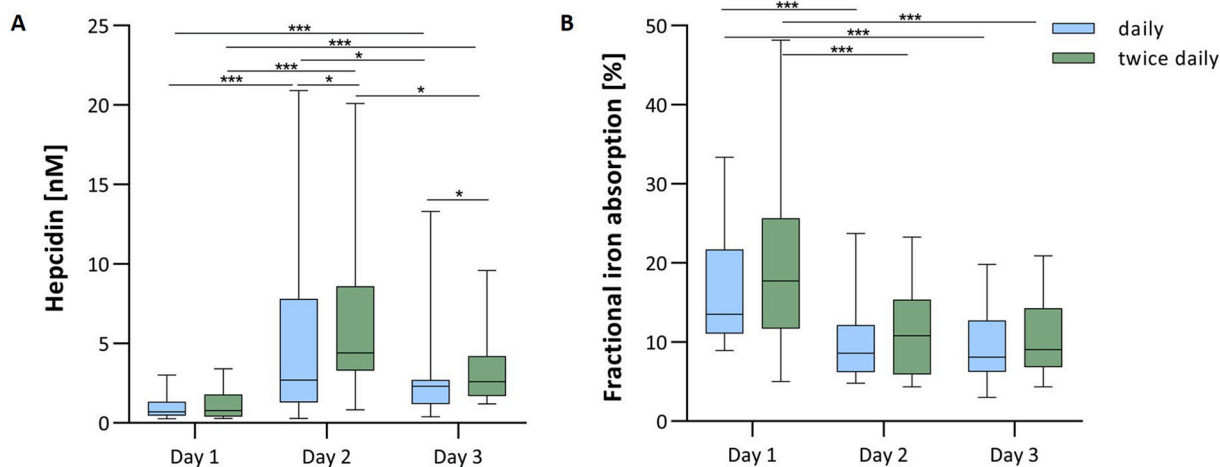 A
Hepcidin [nM]
25
20
15
10
5
0
***
***
*
***
***
*
*
*
Day 1
Day 2
Day 3
B
Fractional iron absorption [%]
50
40
30
20
10
0
***
***
***
***
Day 1
Day 2
Day 3
daily
twice daily